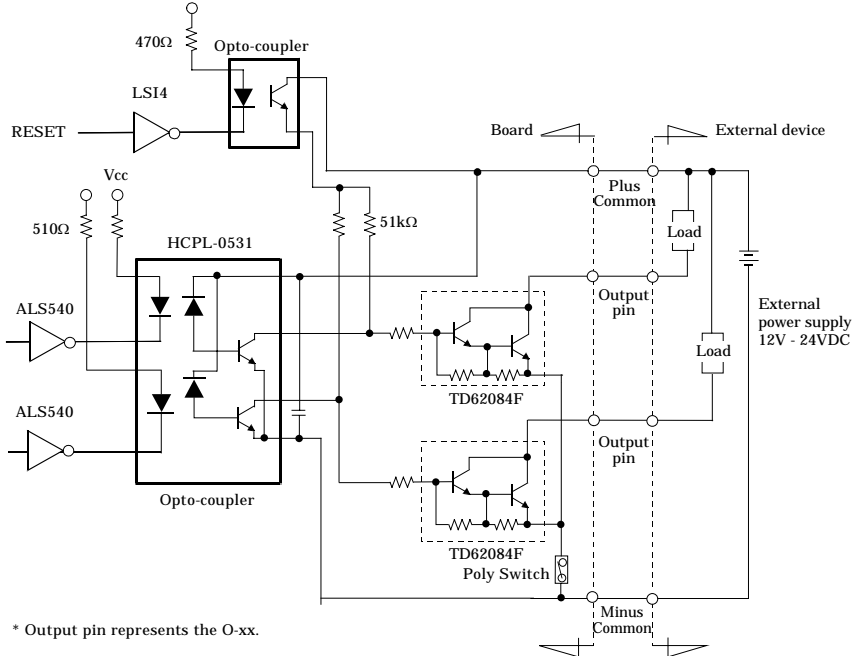 470Ω
Opto-coupler
LSI4
RESET
Board
External device
Vcc
Plus
Common
510Ω
51kΩ
HCPL-0531
Load
ALS540
Output
pin
External
power supply
12V - 24VDC
Load
TD62084F
ALS540
Output
pin
Opto-coupler
TD62084F
Poly Switch
Minus
Common
* Output pin represents the O-xx.